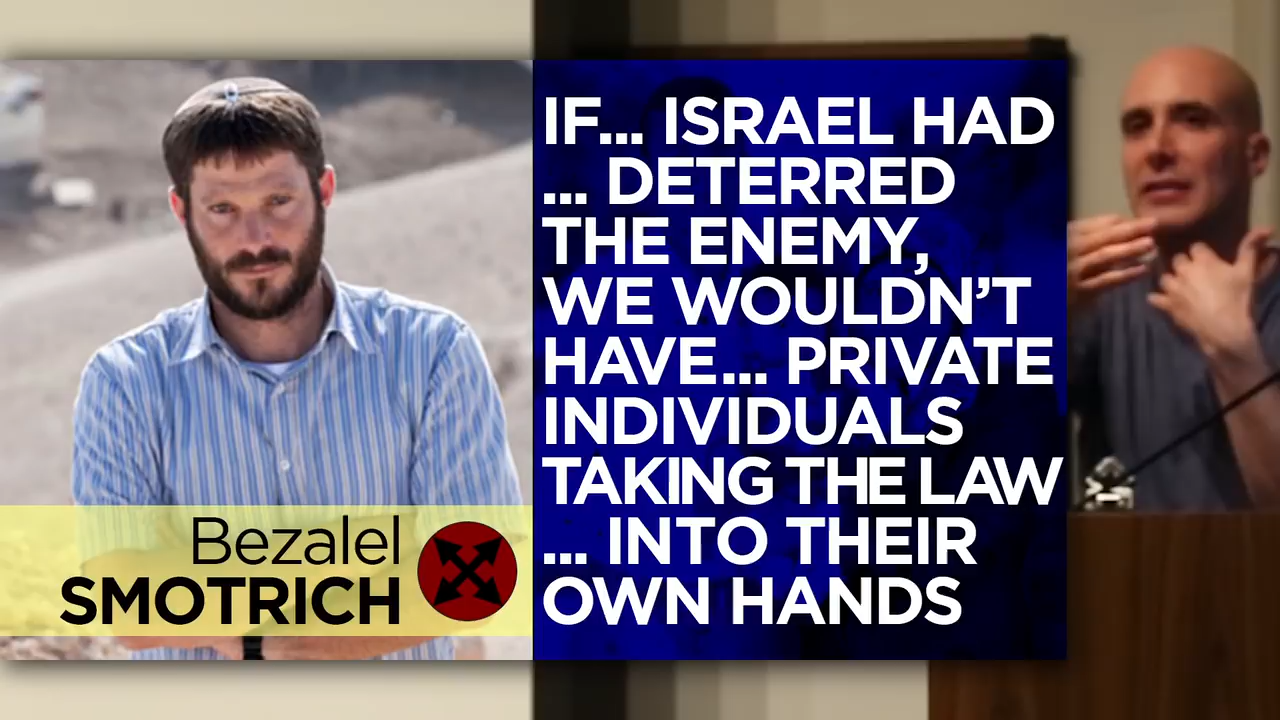 Bezalel
SMOTRICH
IF... ISRAEL HAD
... DETERRED
THE ENEMY,
WE WOULDN’T
HAVE... PRIVATE
INDIVIDUALS
TAKING THE LAW
... INTO THEIR
OWN HANDS